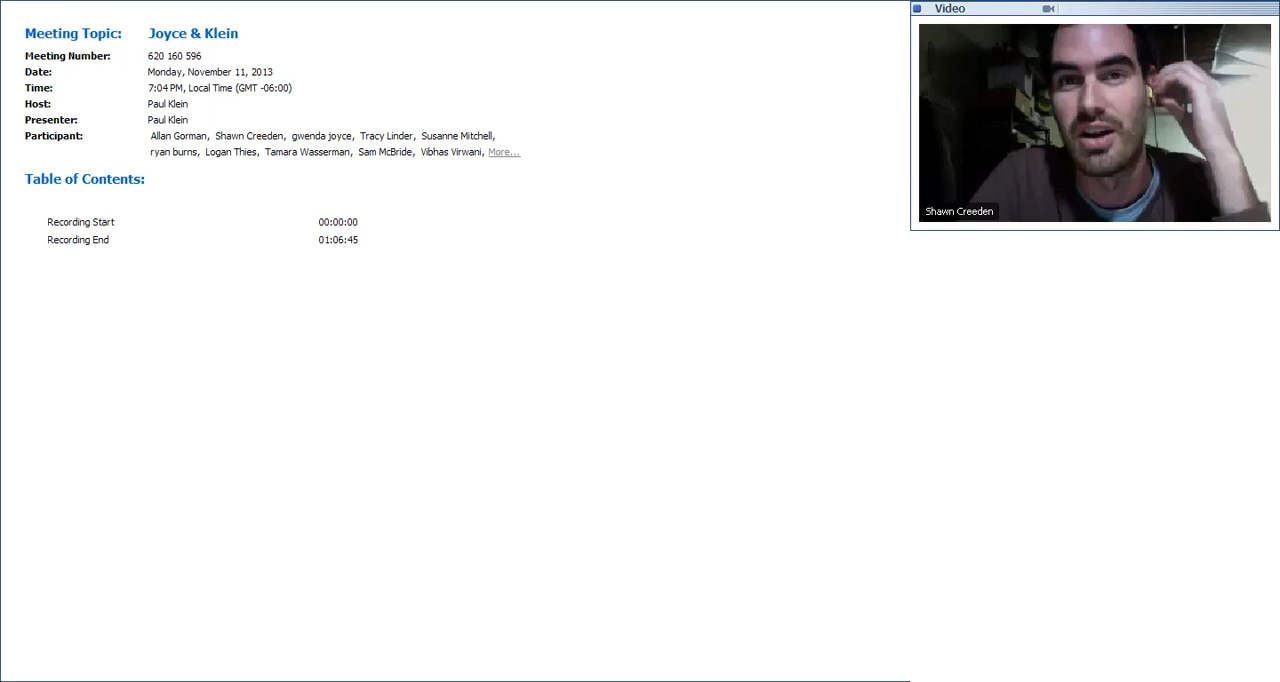 Meeting Topic: Joyce & Klein
Meeting Number: 620 160 596
Date: Monday, November 11, 2013
Time: 7:04 PM, Local Time (GMT -06:00)
Host: Paul Klein
Presenter: Paul Klein
Participant: Allan Gorman, Shawn Creeden, gwenda joyce, Tracy Linder, Susanne Mitchell,
ryan burns, Logan Thies, Tamara Wasserman, Sam McBride, Vibhas Virwani, More...
Table of Contents:
Recording Start 00:00:00
Recording End 01:06:45
Video
Shawn Creeden